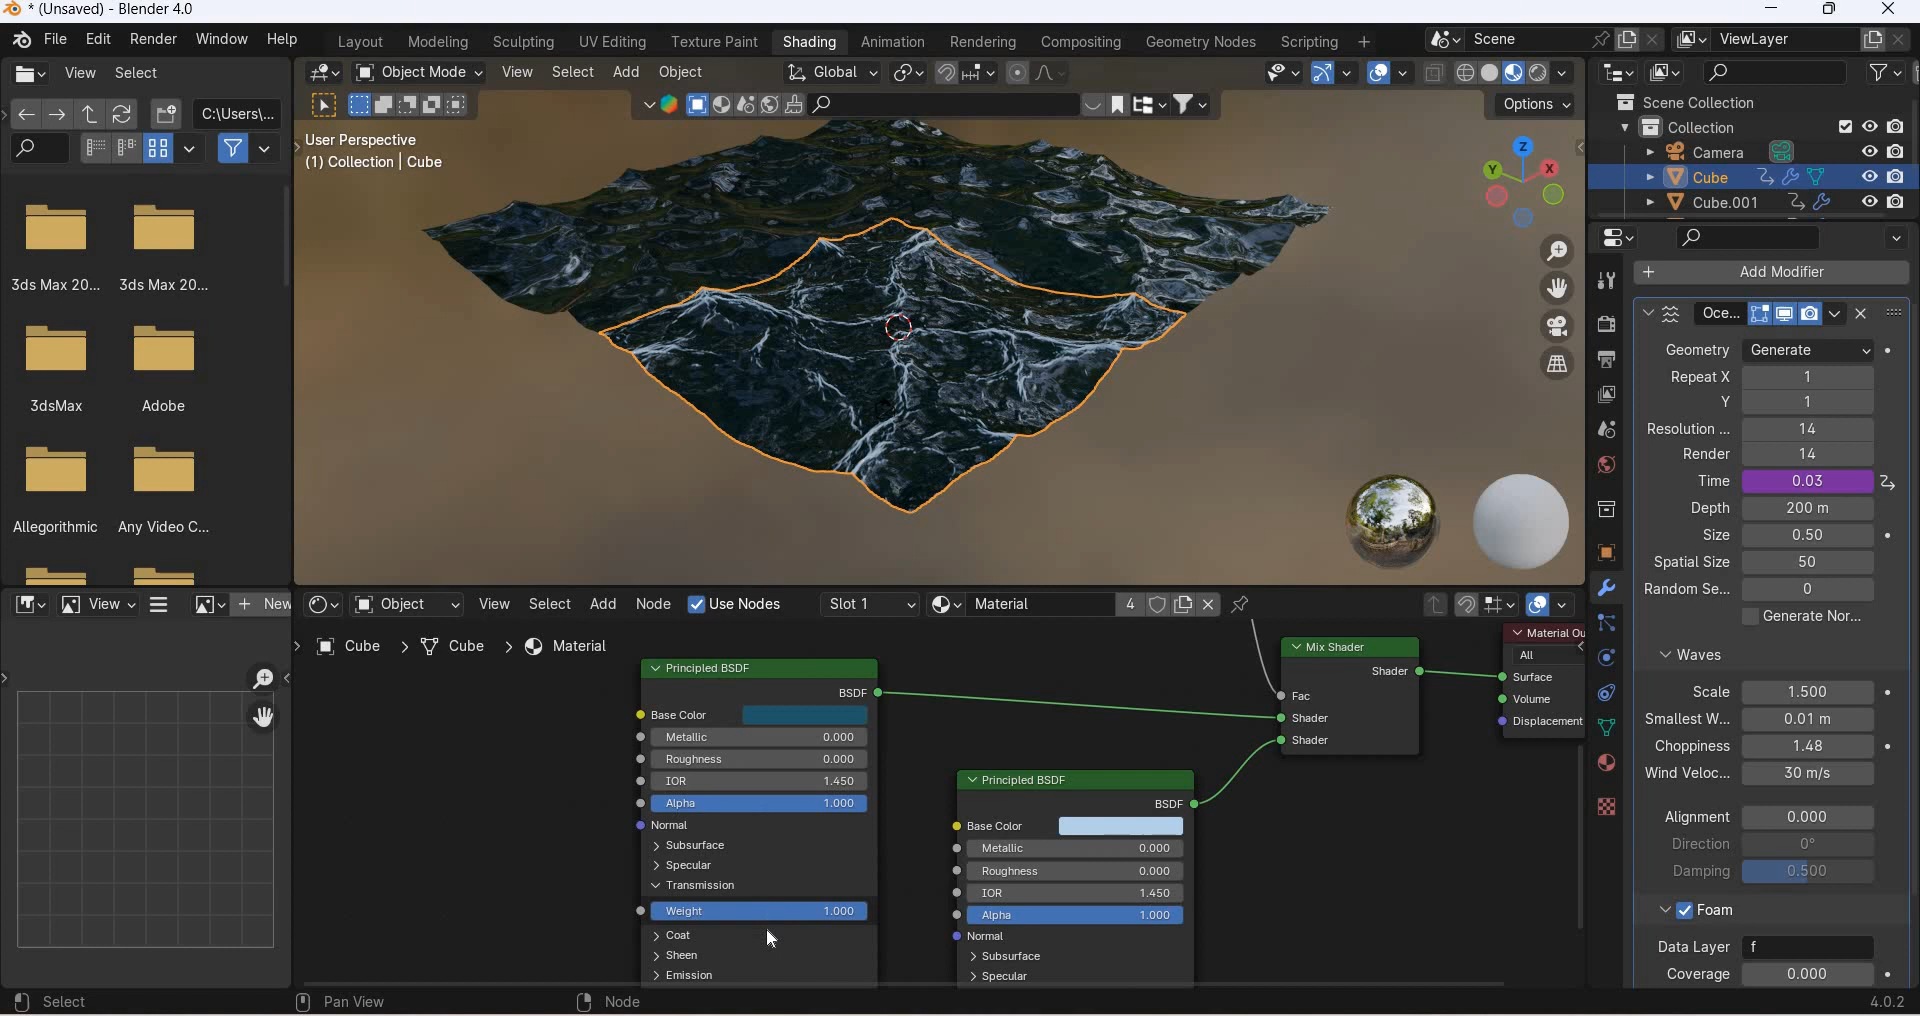 * (Unsaved) - Blender 4.0
File Edit Render Window Help
Layout Modeling Sculpting UV Editing Texture Paint Shading Animation Rendering Compositing Geometry Nodes Scripting +
Scene
ViewLayer
View Select
C:\Users\...
3ds Max 20... 3ds Max 20...
3dsMax Adobe
Allegorithmic Any Video C...
Object Mode View Select Add Object
Global
Options
User Perspective
(1) Collection | Cube
Z
Y
X
Scene Collection
Collection
Camera
Cube
Cube.001
+ Add Modifier
Oce...
Geometry Generate
Repeat X 1
Y 1
Resolution ... 14
Render 14
Time 0.03
Depth 200 m
Size 0.50
Spatial Size 50
Random Se... 0
Generate Nor...
Waves
Scale 1.500
Smallest W... 0.01 m
Choppiness 1.48
Wind Veloc... 30 m/s
Alignment 0.000
Direction 0°
Damping 0.500
Foam
Data Layer f
Coverage 0.000
View
+ New
Object View Select Add Node Use Nodes Slot 1 Material 4
Cube > Cube > Material
Principled BSDF
BSDF
Base Color
Metallic 0.000
Roughness 0.000
IOR 1.450
Alpha 1.000
Normal
Subsurface
Specular
Transmission
Weight 1.000
Coat
Sheen
Emission
Principled BSDF
BSDF
Base Color
Metallic 0.000
Roughness 0.000
IOR 1.450
Alpha 1.000
Normal
Subsurface
Specular
Mix Shader
Shader
Fac
Shader
Shader
Material Ou
All
Surface
Volume
Displacement
Select
Pan View
Node
4.0.2